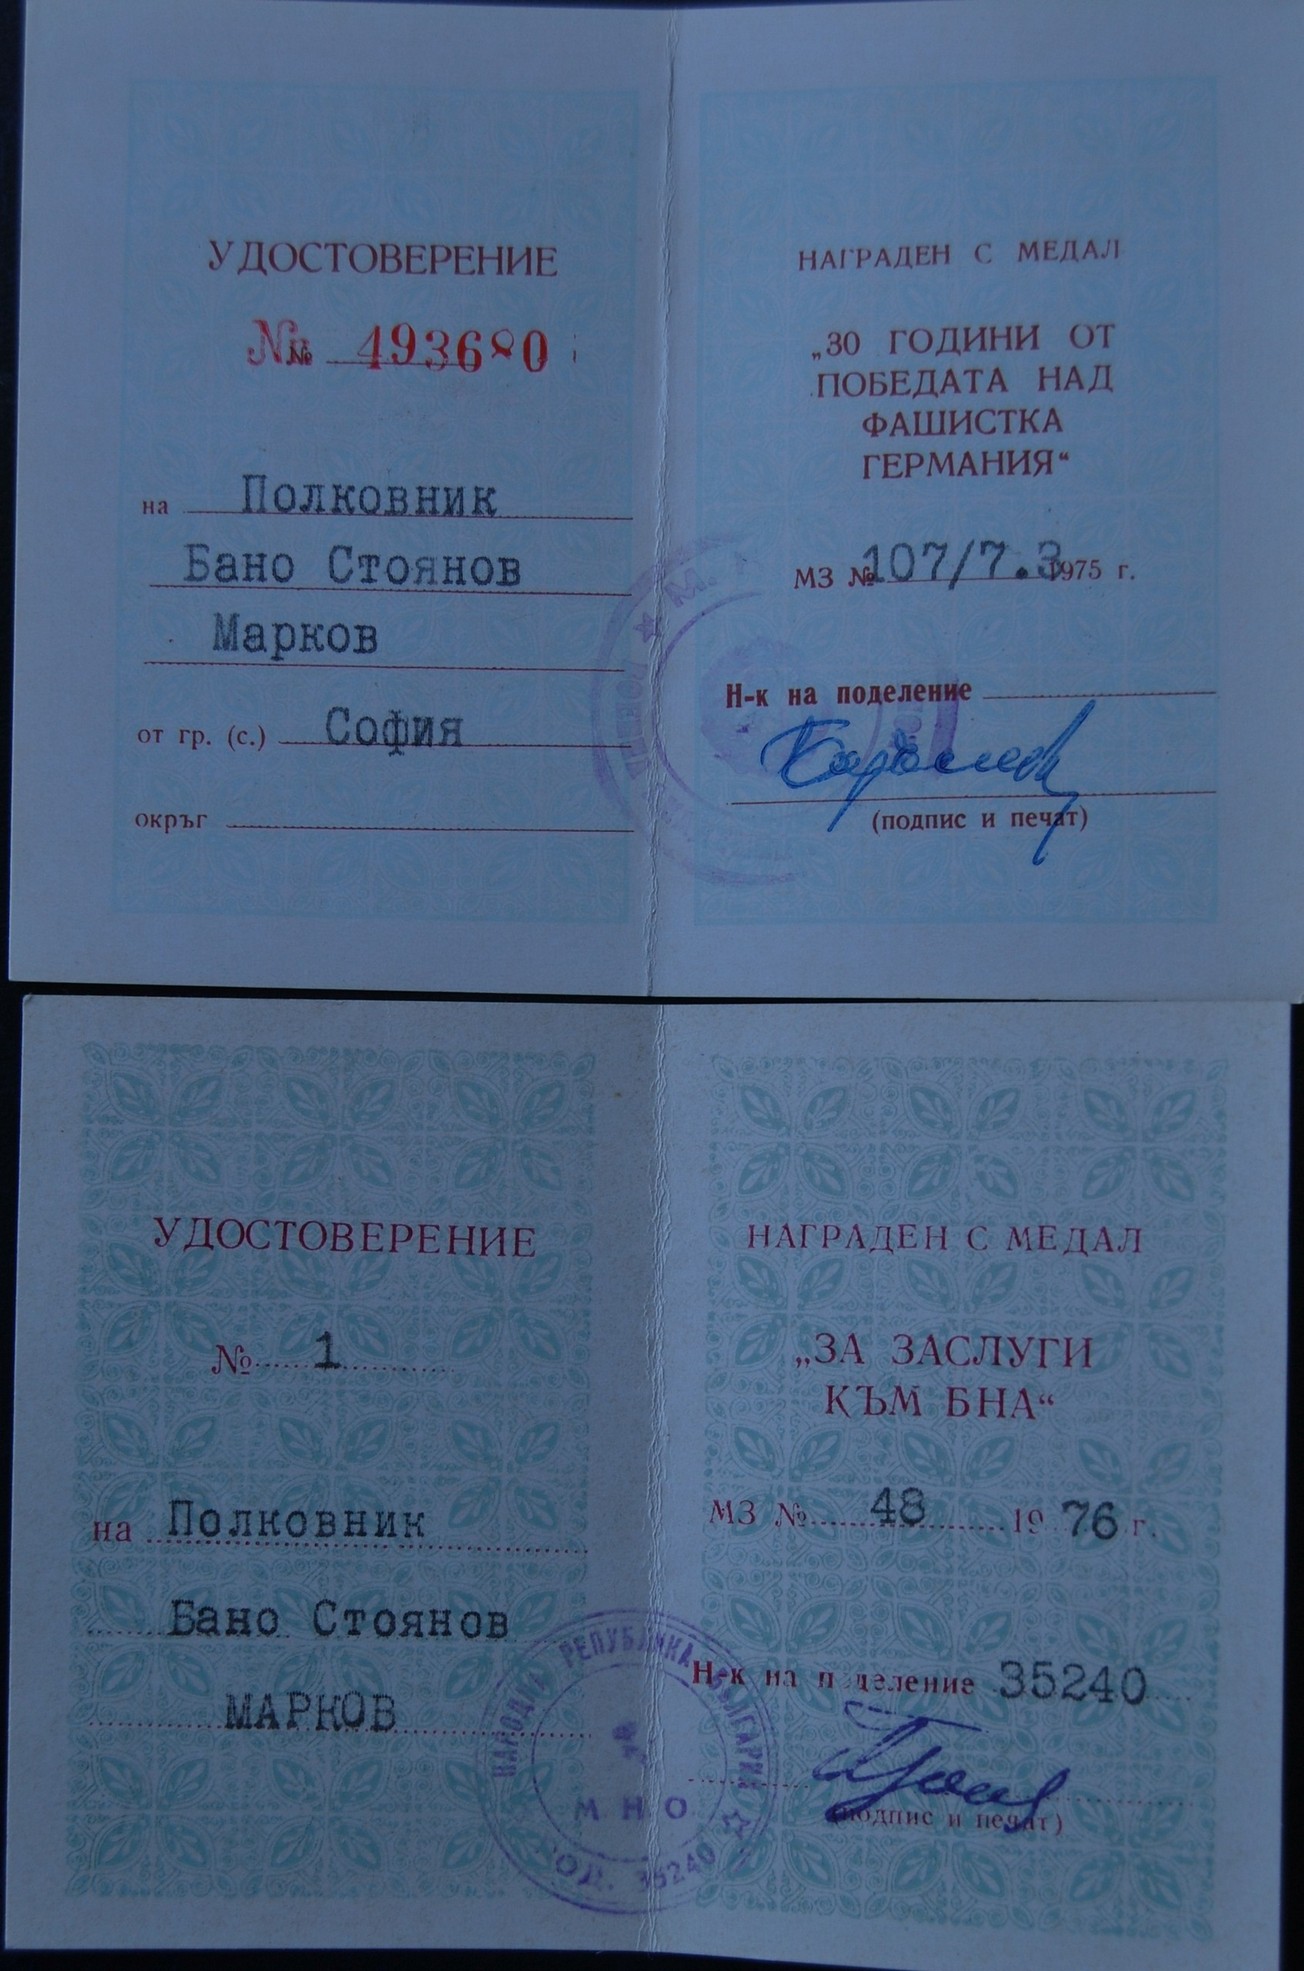 УДОСТОВЕРЕНИЕ
№ № 493680
на Полковник
Бано Стоянов
Марков
от гр. (с.) София
окръг
НАГРАДЕН С МЕДАЛ
„30 ГОДИНИ ОТ
ПОБЕДАТА НАД
ФАШИСТКА
ГЕРМАНИЯ“
МЗ № 107/7.3 1975 г.
Н-к на поделение
(подпис и печат)
УДОСТОВЕРЕНИЕ
№ 1
на Полковник
Бано Стоянов
МАРКОВ
НАГРАДЕН С МЕДАЛ
„ЗА ЗАСЛУГИ
КЪМ БНА“
МЗ № 48 1976 г.
Н-к на поделение 35240
(подпис и печат)
НАРОДНА РЕПУБЛИКА БЪЛГАРИЯ
МНО
ПОД. 35240